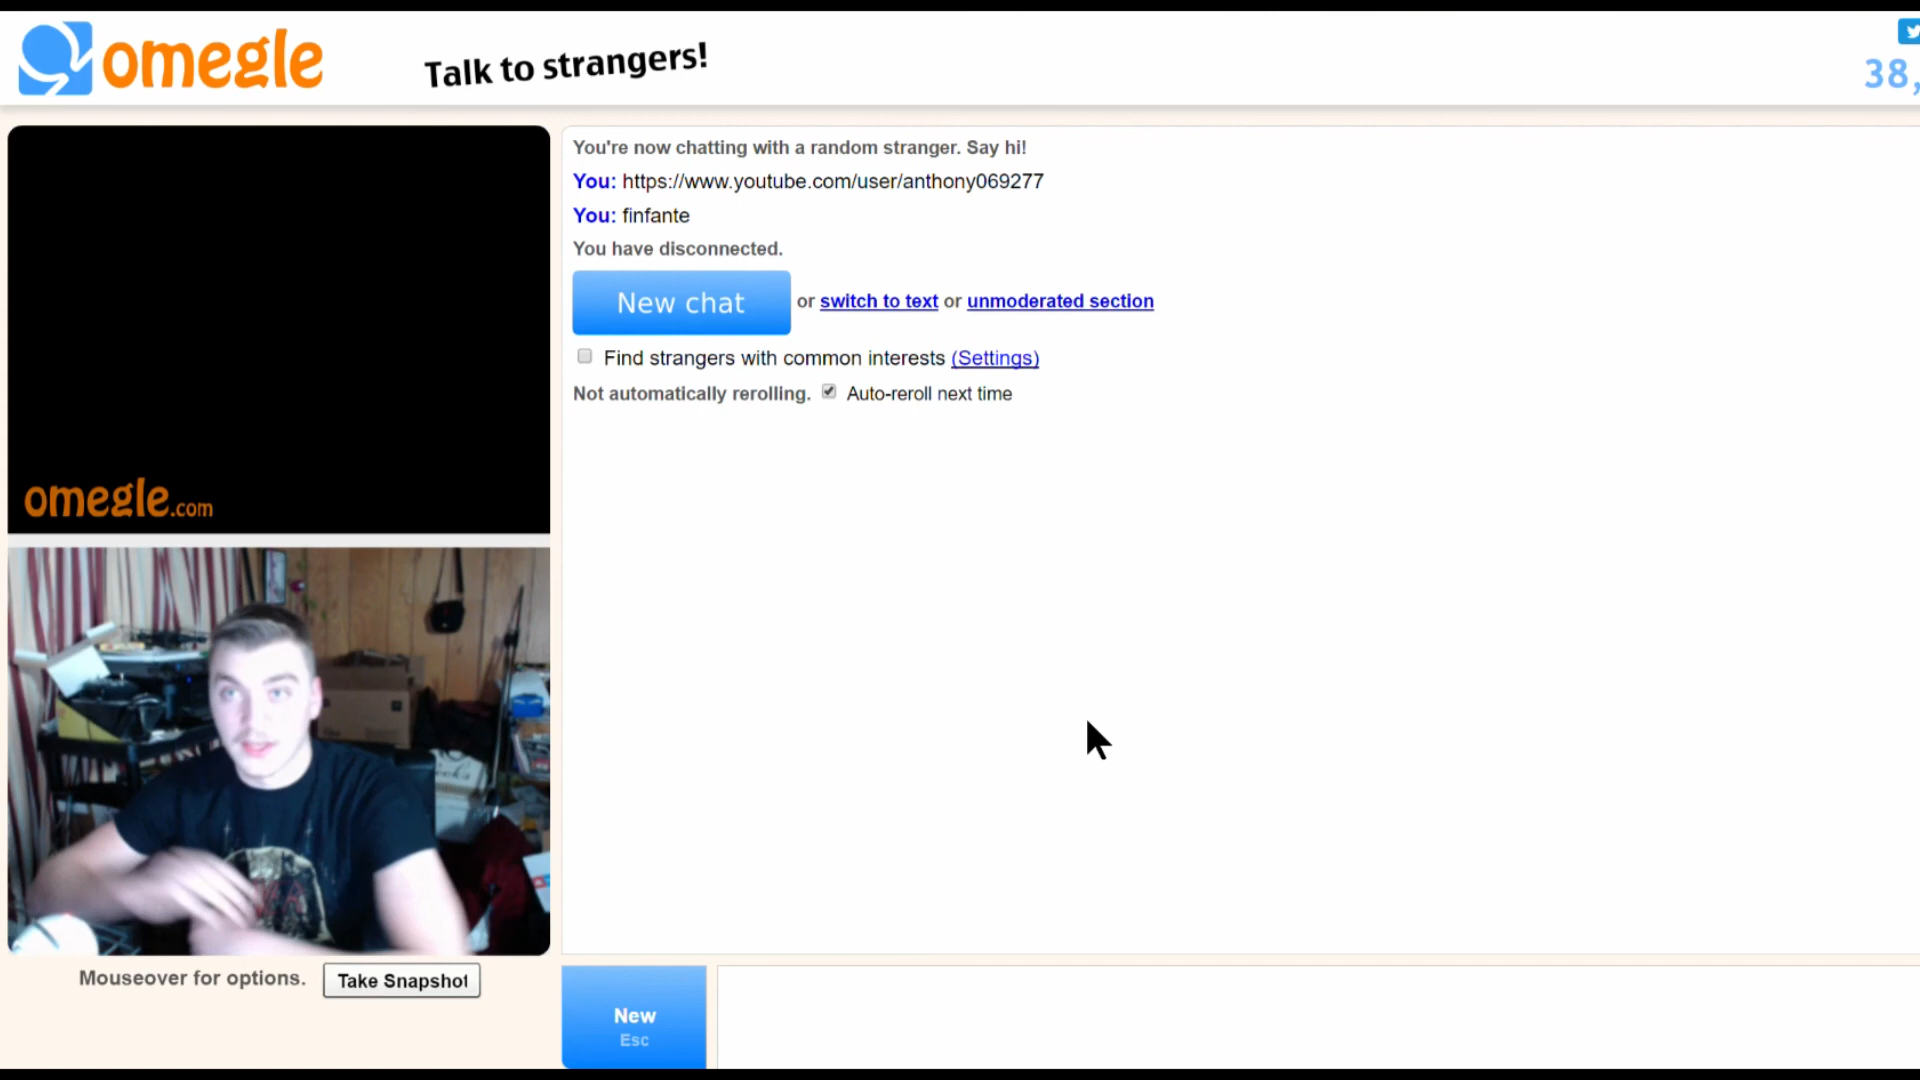 omegle
Talk to strangers!
38,
You're now chatting with a random stranger. Say hi!
You: https://www.youtube.com/user/anthony069277
You: finfante
You have disconnected.
New chat or switch to text or unmoderated section
Find strangers with common interests (Settings)
Not automatically rerolling. Auto-reroll next time
omegle.com
Mouseover for options. Take Snapshot
New
Esc